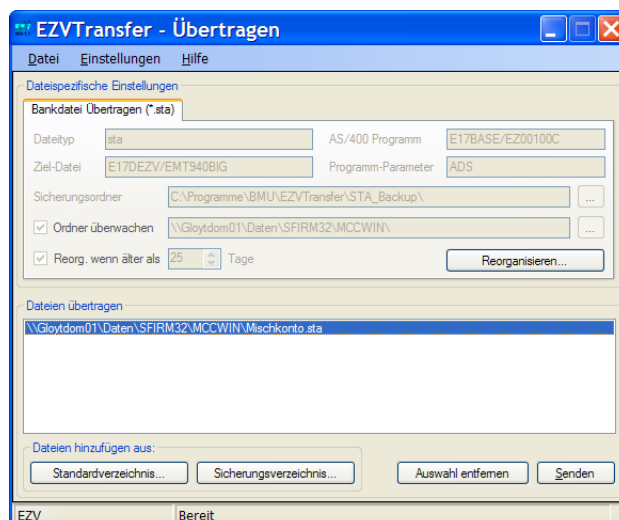 EZVTransfer - Übertragen
Datei Einstellungen Hilfe
Dateispezifische Einstellungen
Bankdatei Übertragen (*.sta)
Dateityp sta AS/400 Programm E17BASE/EZ00100C
Ziel-Datei E17DEZV/EMT940BIG Programm-Parameter ADS
Sicherungsordner C:\Programme\BMU\EZVTransfer\STA_Backup\ ...
Ordner überwachen \\Gloytdom01\Daten\SFIRM32\MCCWIN\ ...
Reorg. wenn älter als 25 Tage Reorganisieren...
Dateien übertragen
\\Gloytdom01\Daten\SFIRM32\MCCWIN\Mischkonto.sta
Dateien hinzufügen aus:
Standardverzeichnis... Sicherungsverzeichnis... Auswahl entfernen Senden
EZV Bereit